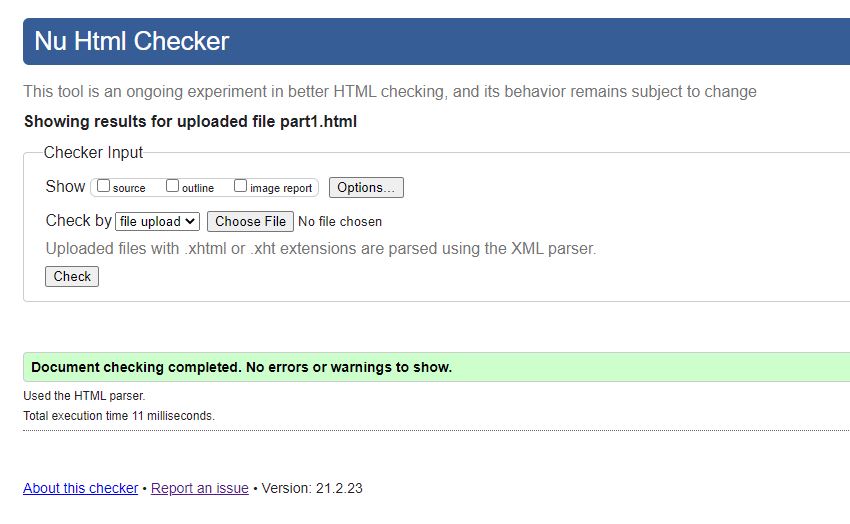 Nu Html Checker
This tool is an ongoing experiment in better HTML checking, and its behavior remains subject to change
Showing results for uploaded file part1.html
Checker Input
Show source outline image report Options...
Check by file upload Choose File No file chosen
Uploaded files with .xhtml or .xht extensions are parsed using the XML parser.
Check
Document checking completed. No errors or warnings to show.
Used the HTML parser.
Total execution time 11 milliseconds.
About this checker • Report an issue • Version: 21.2.23